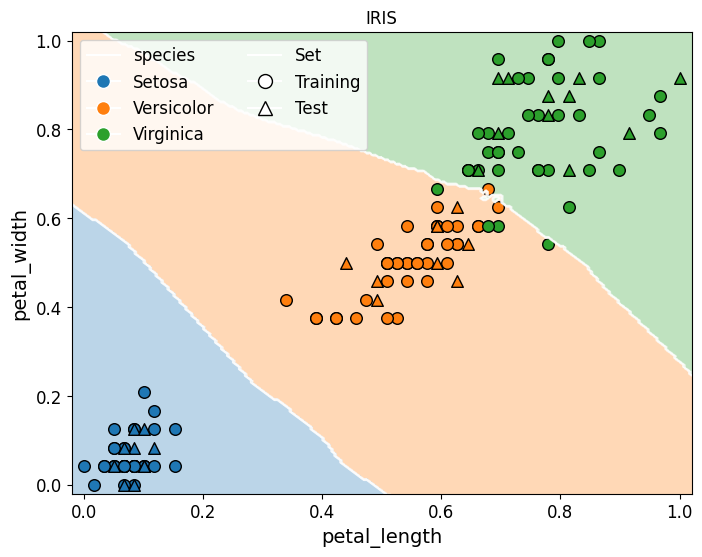 IRIS
species
Setosa
Versicolor
Virginica
Set
Training
Test
1.0
0.8
0.6
0.4
0.2
0.0
petal_width
0.0 0.2 0.4 0.6 0.8 1.0
petal_length